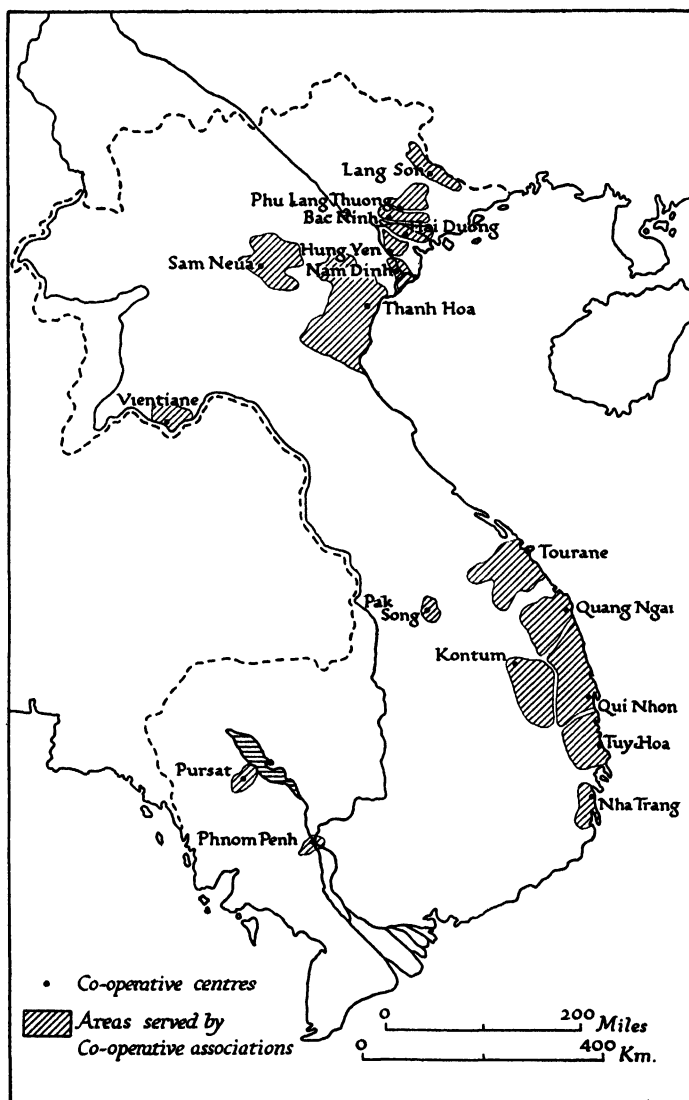 Lang Son
Phu Lang Thuong
Bac Ninh
Hai Duong
Hung Yen
Sam Neua
Nam Dinh
Thanh Hoa
Vientiane
Tourane
Pak
Song
Quang Ngai
Kontum
Qui Nhon
Tuy-Hoa
Pursat
Nha Trang
Phnom Penh
Co-operative centres
Areas served by
Co-operative associations
0 200 Miles
0 400 Km.